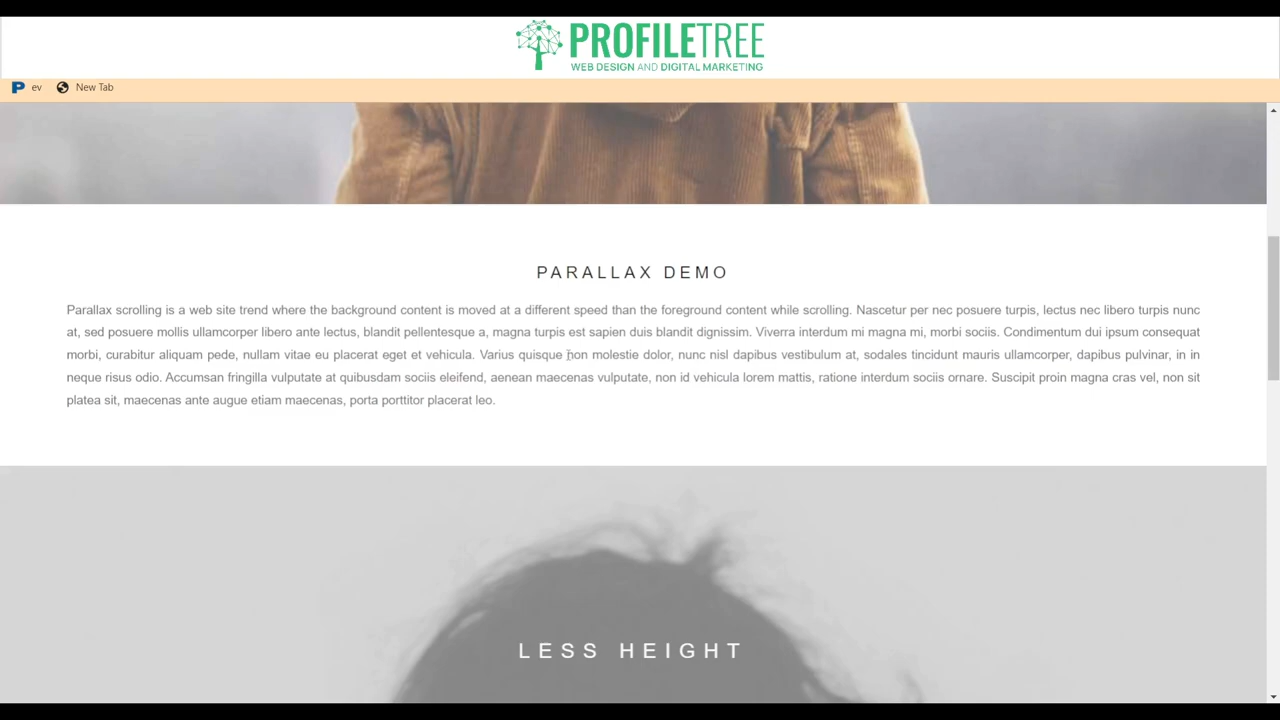 PROFILETREE
WEB DESIGN AND DIGITAL MARKETING
P ev New Tab
PARALLAX DEMO
Parallax scrolling is a web site trend where the background content is moved at a different speed than the foreground content while scrolling. Nascetur per nec posuere turpis, lectus nec libero turpis nunc
at, sed posuere mollis ullamcorper libero ante lectus, blandit pellentesque a, magna turpis est sapien duis blandit dignissim. Viverra interdum mi magna mi, morbi sociis. Condimentum dui ipsum consequat
morbi, curabitur aliquam pede, nullam vitae eu placerat eget et vehicula. Varius quisque non molestie dolor, nunc nisl dapibus vestibulum at, sodales tincidunt mauris ullamcorper, dapibus pulvinar, in in
neque risus odio. Accumsan fringilla vulputate at quibusdam sociis eleifend, aenean maecenas vulputate, non id vehicula lorem mattis, ratione interdum sociis ornare. Suscipit proin magna cras vel, non sit
platea sit, maecenas ante augue etiam maecenas, porta porttitor placerat leo.
LESS HEIGHT